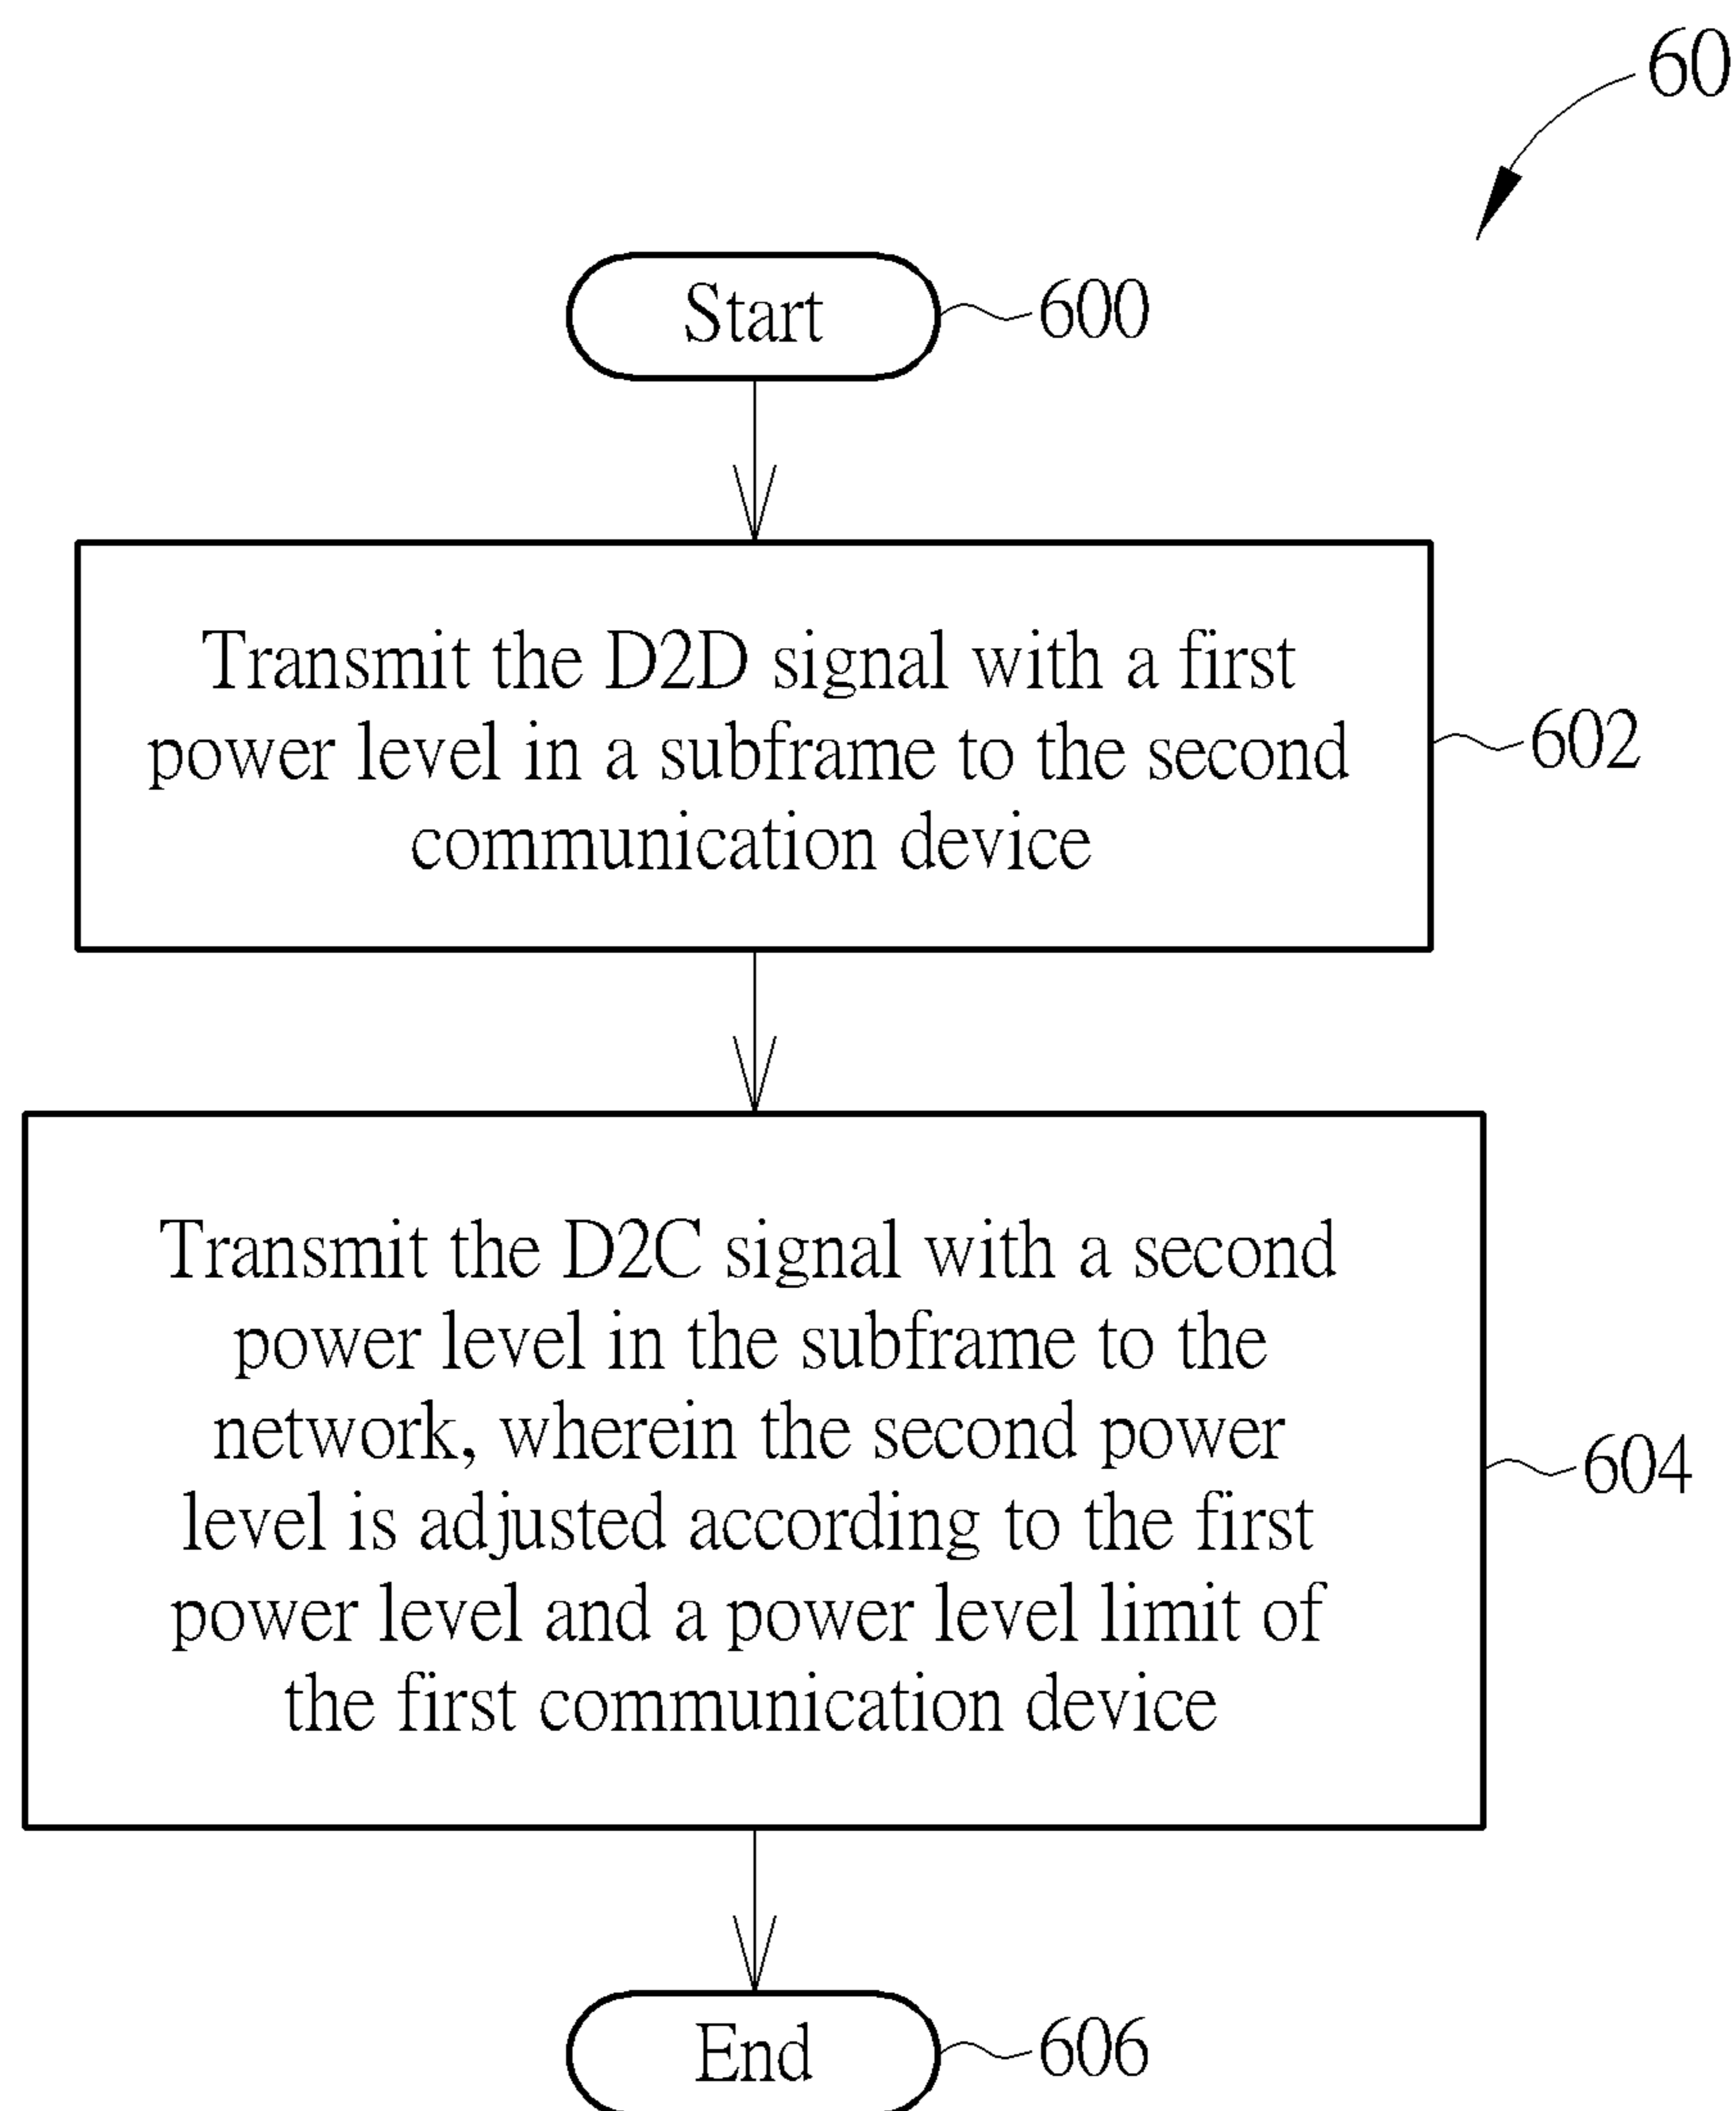 60
Start
600
Transmit the D2D signal with a first
power level in a subframe to the second
communication device
602
Transmit the D2C signal with a second
power level in the subframe to the
network, wherein the second power
level is adjusted according to the first
power level and a power level limit of
the first communication device
604
End
606